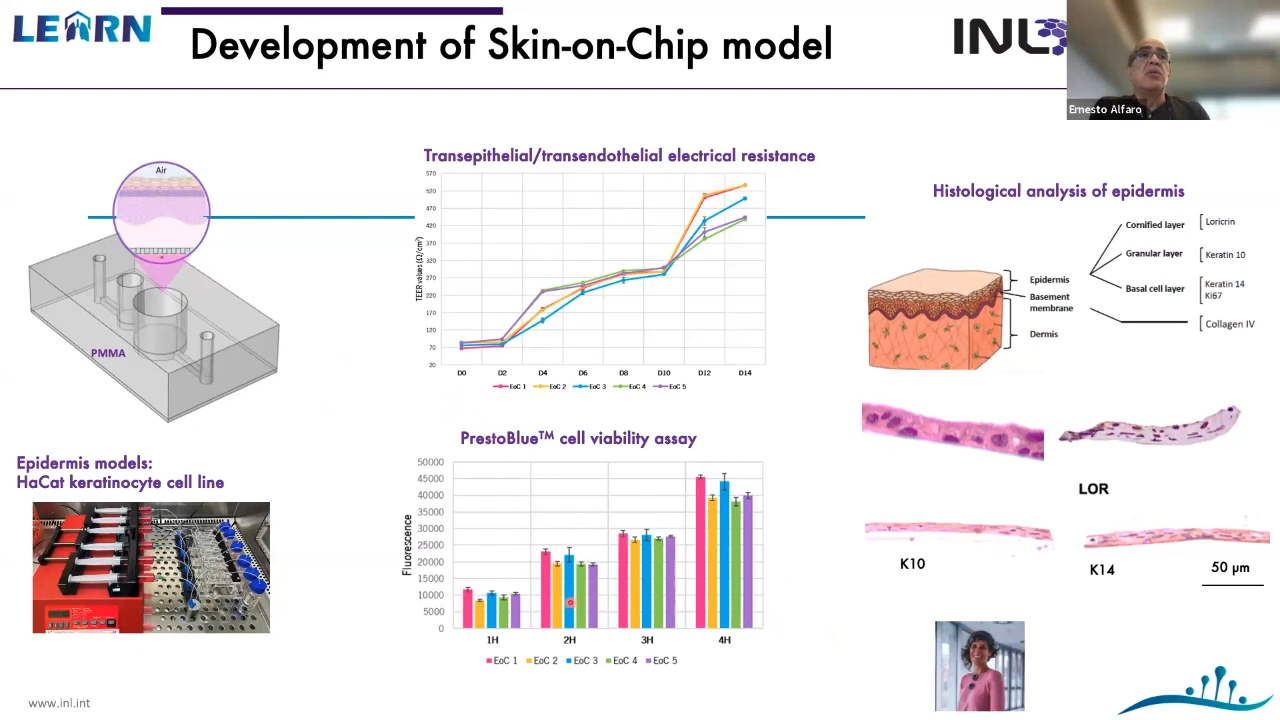 LEARN
Development of Skin-on-Chip model
INL
Ernesto Alfaro
Air
PMMA
Epidermis models:
HaCat keratinocyte cell line
Transepithelial/transendothelial electrical resistance
TEER values (Ω/cm²)
570
520
470
420
370
320
270
220
170
120
70
20
D0 D2 D4 D6 D8 D10 D12 D14
EoC 1 EoC 2 EoC 3 EoC 4 EoC 5
PrestoBlue™ cell viability assay
Fluorescence
50000
45000
40000
35000
30000
25000
20000
15000
10000
5000
0
1H 2H 3H 4H
EoC 1 EoC 2 EoC 3 EoC 4 EoC 5
Histological analysis of epidermis
Cornified layer
Loricrin
Granular layer
Keratin 10
Basal cell layer
Keratin 14
Ki67
Collagen IV
Epidermis
Basement
membrane
Dermis
LOR
K10
K14
50 µm
www.inl.int